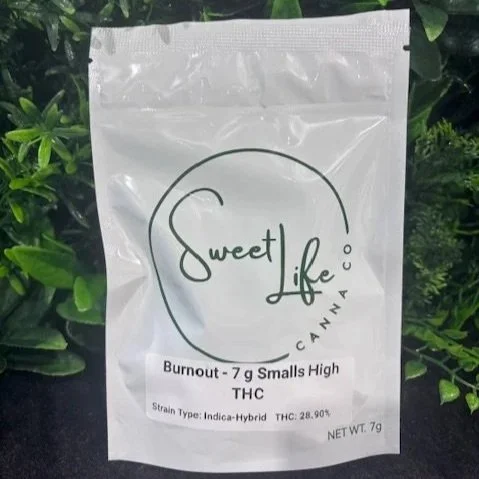 Sweet
Life
CANNA CO
Burnout - 7 g Smalls High
THC
Strain Type: Indica-Hybrid THC: 28.90%
NET WT. 7g